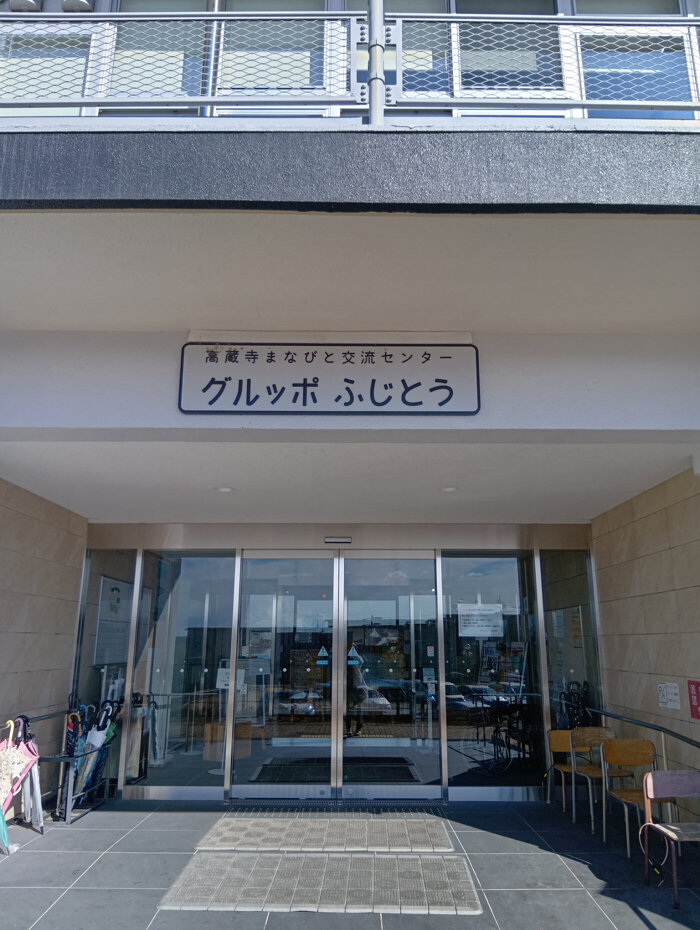 高蔵寺まなびと交流センター
グルッポ ふじとう